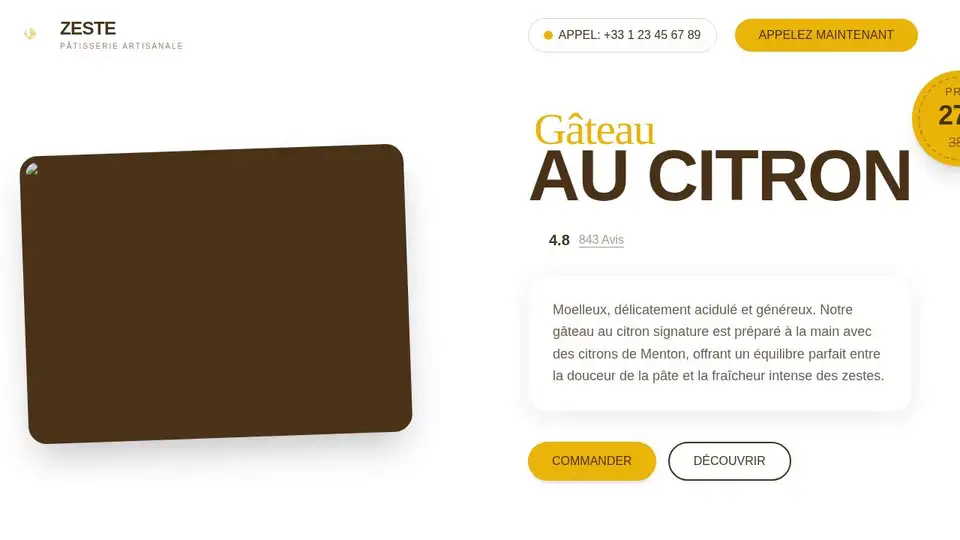 ZESTE
PÂTISSERIE ARTISANALE
APPEL: +33 1 23 45 67 89
APPELEZ MAINTENANT
Gâteau
AU CITRON
4.8 843 Avis
Moelleux, délicatement acidulé et généreux. Notre
gâteau au citron signature est préparé à la main avec
des citrons de Menton, offrant un équilibre parfait entre
la douceur de la pâte et la fraîcheur intense des zestes.
COMMANDER
DÉCOUVRIR